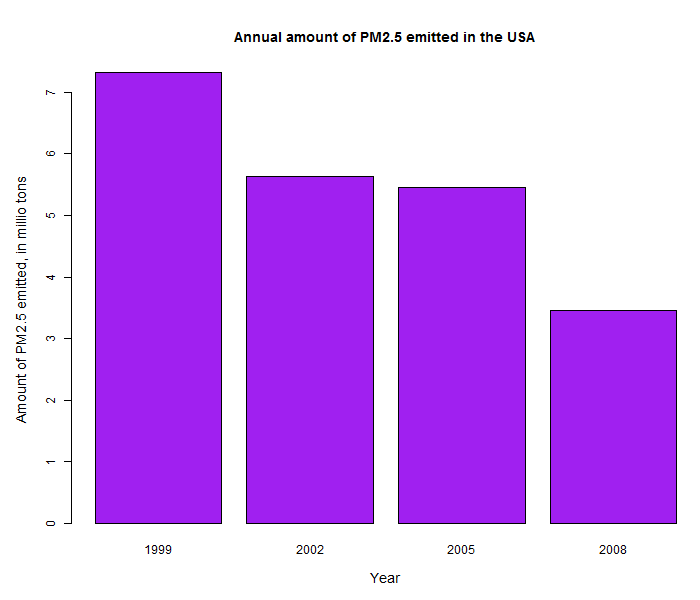 Annual amount of PM2.5 emitted in the USA
Amount of PM2.5 emitted, in millio tons
7
6
5
4
3
2
1
0
1999 2002 2005 2008
Year